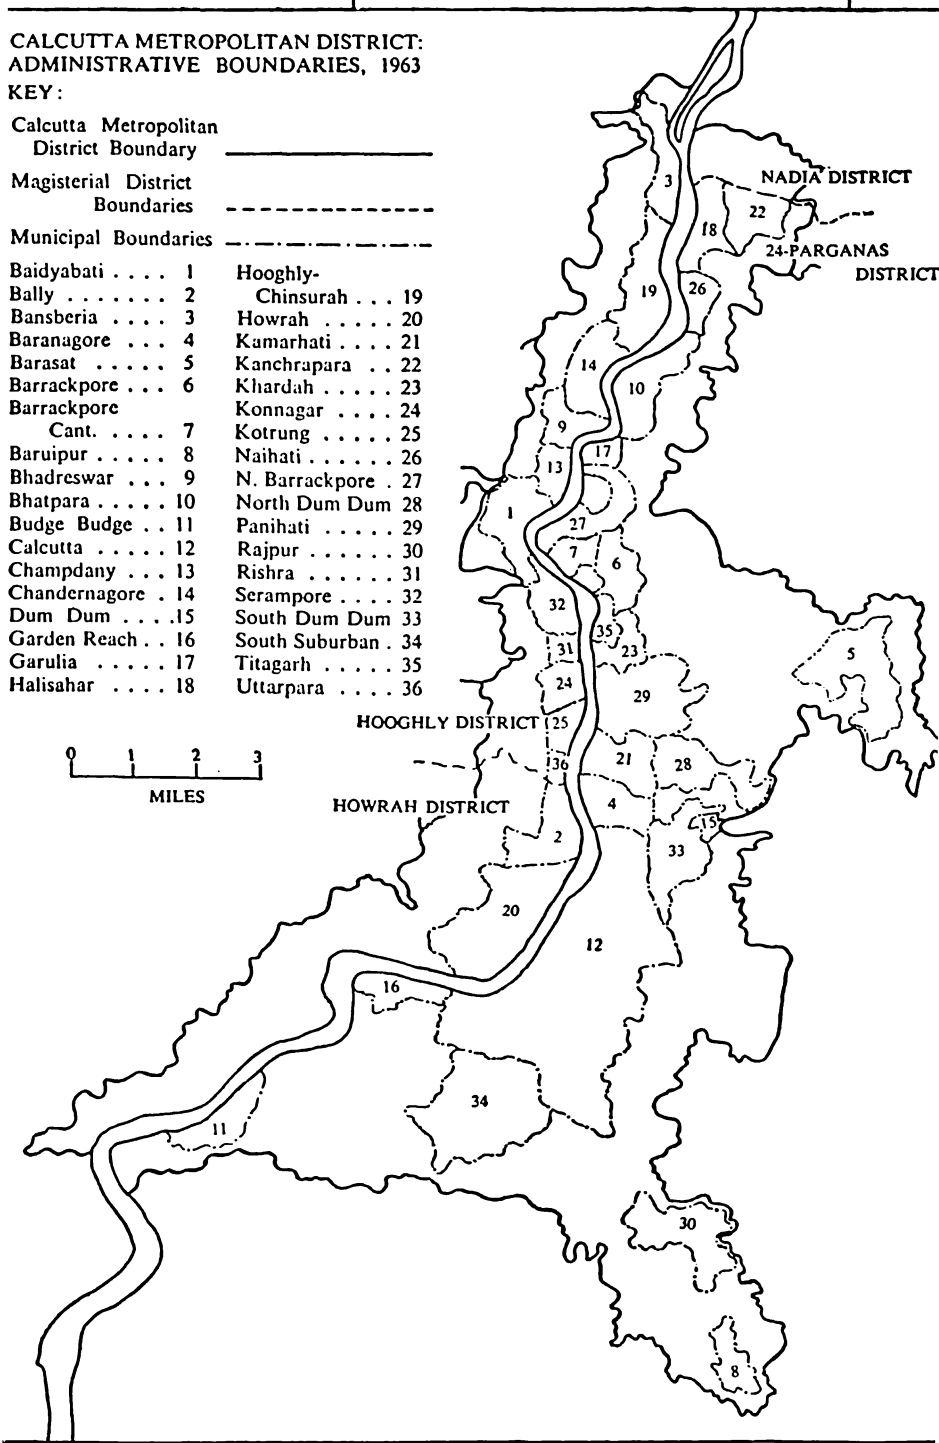 CALCUTTA METROPOLITAN DISTRICT:
ADMINISTRATIVE BOUNDARIES, 1963
KEY:
Calcutta Metropolitan
District Boundary
Magisterial District
Boundaries
Municipal Boundaries
Baidyabati .... 1
Bally ....... 2
Bansberia .... 3
Baranagore ... 4
Barasat ..... 5
Barrackpore ... 6
Barrackpore
Cant. .... 7
Baruipur ..... 8
Bhadreswar ... 9
Bhatpara ..... 10
Budge Budge .. 11
Calcutta ..... 12
Champdany ... 13
Chandernagore . 14
Dum Dum .... 15
Garden Reach .. 16
Garulia ..... 17
Halisahar .... 18
Hooghly-
Chinsurah ... 19
Howrah ..... 20
Kamarhati .... 21
Kanchrapara .. 22
Khardah .... 23
Konnagar .... 24
Kotrung ..... 25
Naihati ...... 26
N. Barrackpore . 27
North Dum Dum 28
Panihati .... 29
Rajpur ...... 30
Rishra ...... 31
Serampore .... 32
South Dum Dum 33
South Suburban . 34
Titagarh .... 35
Uttarpara .... 36
0 1 2 3
MILES
NADIA DISTRICT
24-PARGANAS
DISTRICT
HOOGHLY DISTRICT
HOWRAH DISTRICT
3
22
18
19
26
14
10
9
17
13
1
27
7
6
32
35
31
23
5
24
29
25
36
21
28
4
15
2
33
20
12
16
34
11
30
8